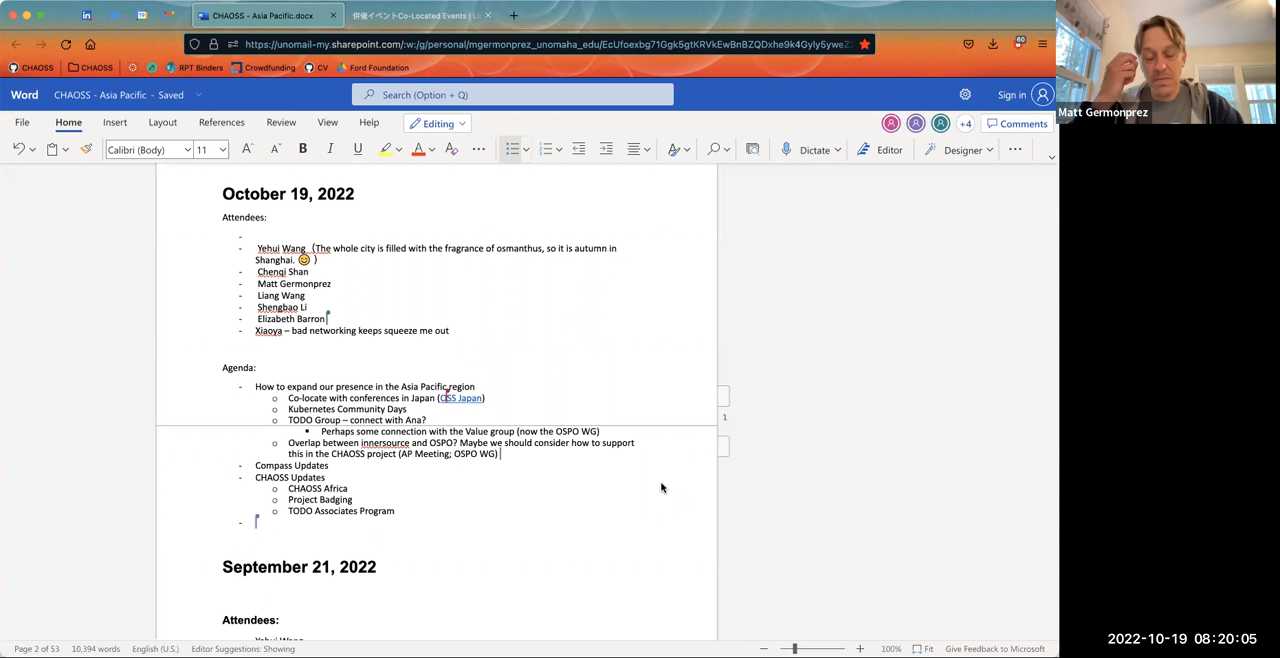 CHAOSS - Asia Pacific.docx
併催イベントCo-Located Events | L
https://unomail-my.sharepoint.com/:w:/g/personal/mgermonprez_unomaha_edu/
60
CHAOSS
CHAOSS
RPT Binders
Crowdfunding
CV
Ford Foundation
Matt Germonprez
Word
CHAOSS - Asia Pacific - Saved
Search (Option + Q)
Sign in
File
Home
Insert
Layout
References
Review
View
Help
Editing
+4
Comments
Calibri (Body)
11
B I U
Dictate
Editor
Designer
October 19, 2022
Attendees:
-
- Yehui Wang (The whole city is filled with the fragrance of osmanthus, so it is autumn in
Shanghai. 😊 )
- Chenqi Shan
- Matt Germonprez
- Liang Wang
- Shengbao Li
- Elizabeth Barron
- Xiaoya – bad networking keeps squeeze me out
Agenda:
- How to expand our presence in the Asia Pacific region
o Co-locate with conferences in Japan (OSS Japan)
o Kubernetes Community Days
o TODO Group – connect with Ana?
▪ Perhaps some connection with the Value group (now the OSPO WG)
o Overlap between innersource and OSPO? Maybe we should consider how to support
this in the CHAOSS project (AP Meeting; OSPO WG)
- Compass Updates
- CHAOSS Updates
o CHAOSS Africa
o Project Badging
o TODO Associates Program
-
1
September 21, 2022
Attendees:
Yehui Wang
Page 2 of 53
10,394 words
English (U.S.)
Editor Suggestions: Showing
100%
Fit
Give Feedback to Microsoft
2022-10-19 08:20:05